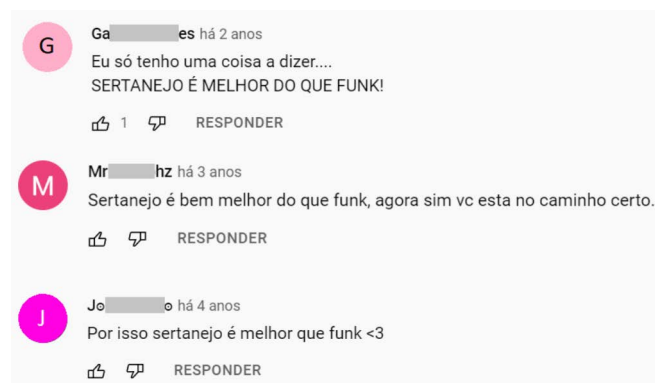 G
Ga es há 2 anos
Eu só tenho uma coisa a dizer....
SERTANEJO É MELHOR DO QUE FUNK!
1 RESPONDER
M
Mr hz há 3 anos
Sertanejo é bem melhor do que funk, agora sim vc esta no caminho certo.
RESPONDER
J
Jo o há 4 anos
Por isso sertanejo é melhor que funk <3
RESPONDER